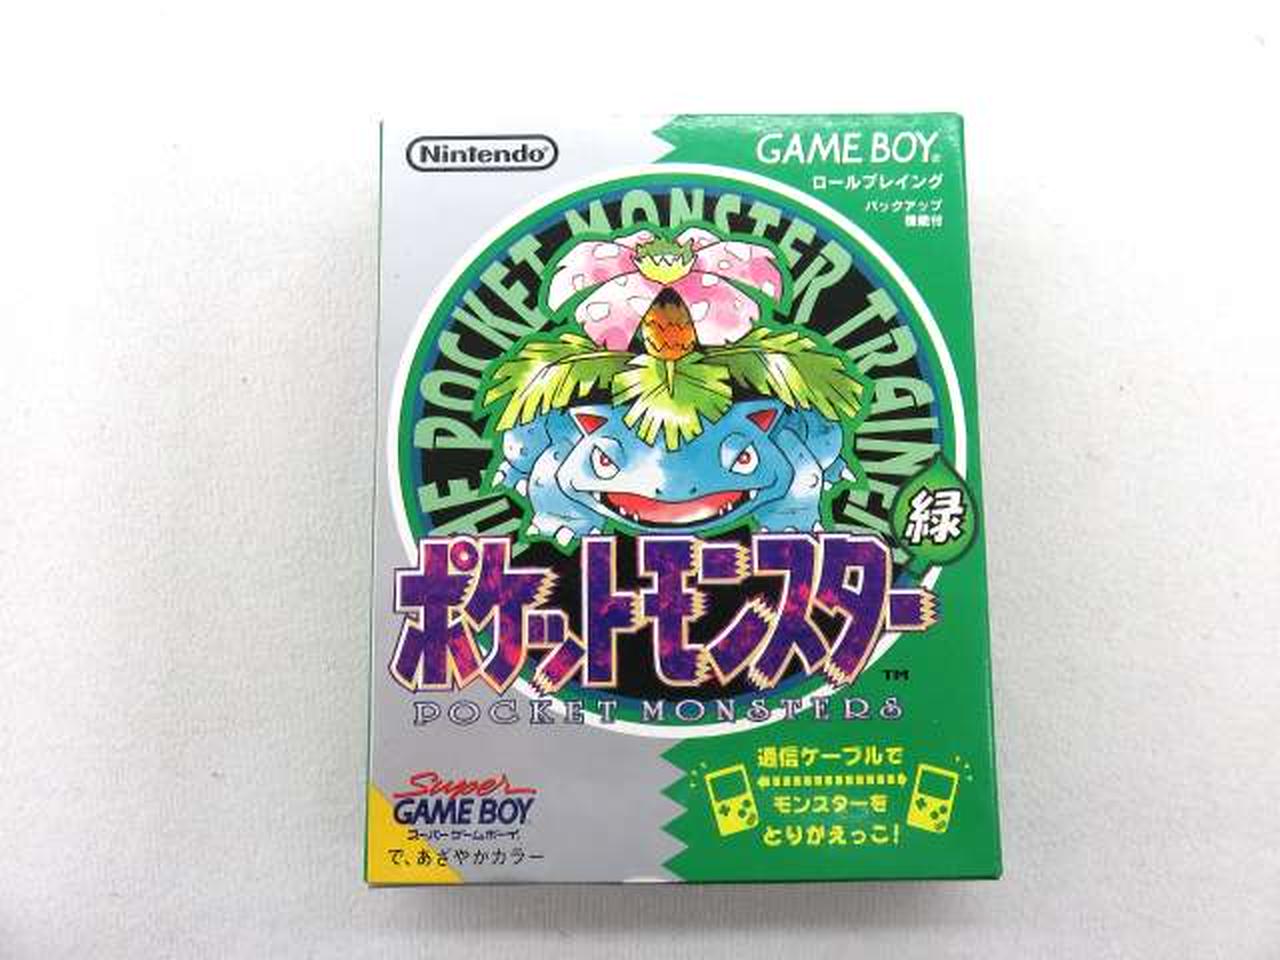 Nintendo®
GAME BOY®
ロールプレイング
バックアップ
機能付
THE POCKET MONSTER TRAINER
緑
ポケットモンスター
TM
POCKET MONSTERS
Super
GAME BOY
スーパーゲームボーイ
で、あざやかカラー
通信ケーブルで
モンスターを
とりかえっこ!